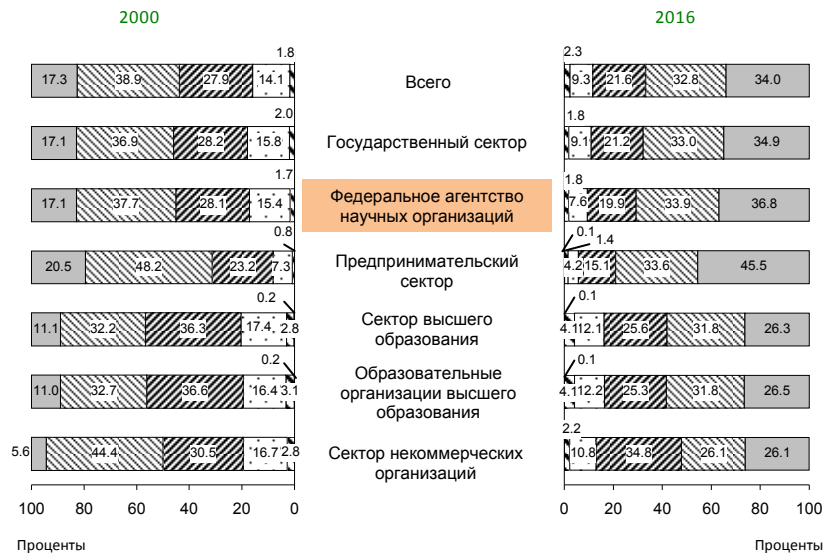 2000 2016
1.8 2.3
17.3 38.9 27.9 14.1 Всего 9.3 21.6 32.8 34.0
2.0 1.8
17.1 36.9 28.2 15.8 Государственный сектор 9.1 21.2 33.0 34.9
1.7 1.8
17.1 37.7 28.1 15.4 Федеральное агентство 7.6 19.9 33.9 36.8
научных организаций
0.8 0.1
1.4
20.5 48.2 23.2 7.3 Предпринимательский 4.2 15.1 33.6 45.5
сектор
0.2 0.1
11.1 32.2 36.3 17.4 2.8 Сектор высшего 4.1 12.1 25.6 31.8 26.3
образования
0.2 0.1
11.0 32.7 36.6 16.4 3.1 Образовательные 4.1 12.2 25.3 31.8 26.5
организации высшего
образования
2.2
5.6 44.4 30.5 16.7 2.8 Сектор некоммерческих 10.8 34.8 26.1 26.1
организаций
100 80 60 40 20 0 0 20 40 60 80 100
Проценты Проценты